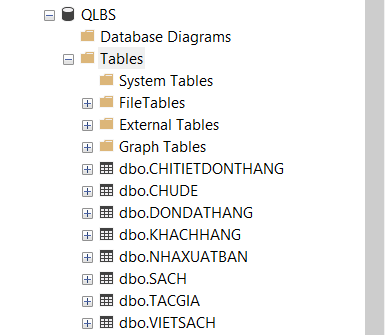 QLBS
Database Diagrams
Tables
System Tables
FileTables
External Tables
Graph Tables
dbo.CHITIETDONTHANG
dbo.CHUDE
dbo.DONDATHANG
dbo.KHACHHANG
dbo.NHAXUATBAN
dbo.SACH
dbo.TACGIA
dbo.VIETSACH